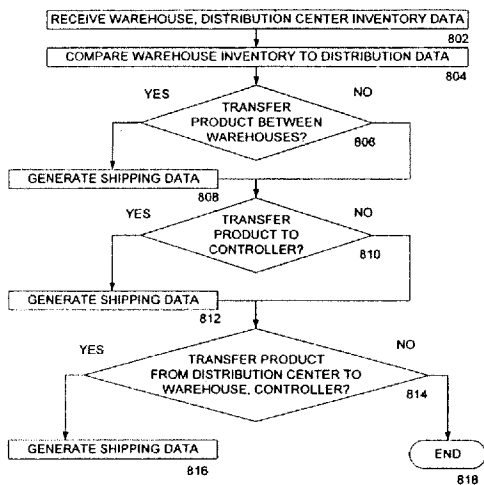 RECEIVE WAREHOUSE, DISTRIBUTION CENTER INVENTORY DATA
802
COMPARE WAREHOUSE INVENTORY TO DISTRIBUTION DATA
804
YES
NO
TRANSFER
PRODUCT BETWEEN
WAREHOUSES?
806
GENERATE SHIPPING DATA
808
YES
NO
TRANSFER
PRODUCT TO
CONTROLLER?
810
GENERATE SHIPPING DATA
812
YES
NO
TRANSFER PRODUCT
FROM DISTRIBUTION CENTER TO
WAREHOUSE, CONTROLLER?
814
GENERATE SHIPPING DATA
816
END
818